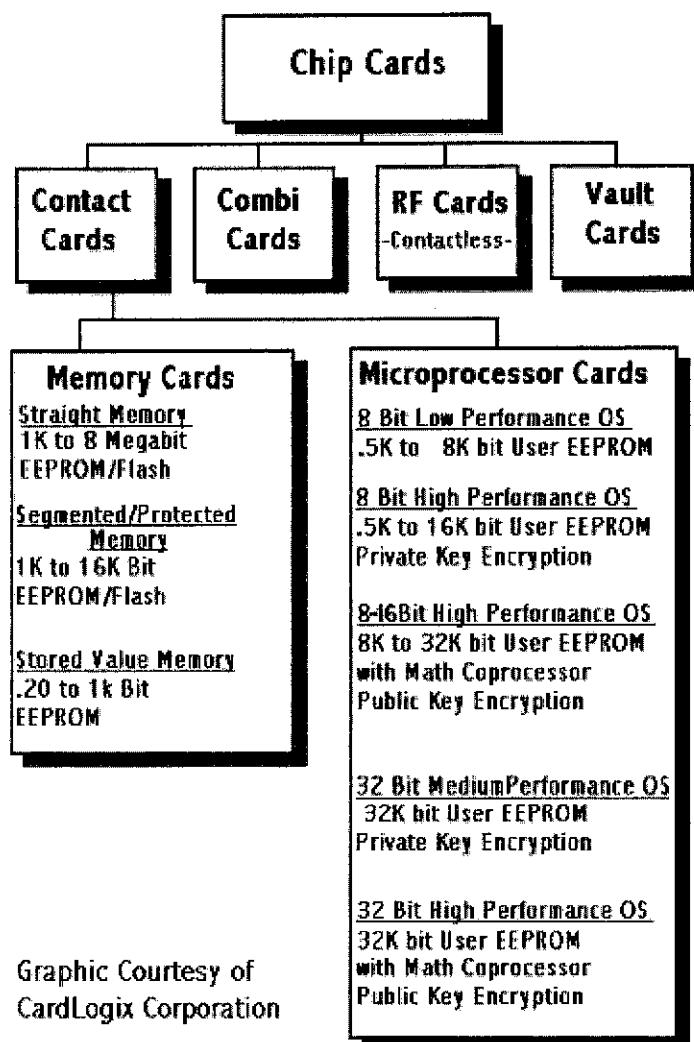 Chip Cards
Contact
Cards
Combi
Cards
RF Cards
-Contactless-
Vault
Cards
Memory Cards
Straight Memory
1K to 8 Megabit
EEPROM/Flash
Segmented/Protected
Memory
1K to 16K Bit
EEPROM/Flash
Stored Value Memory
.20 to 1k Bit
EEPROM
Microprocessor Cards
8 Bit Low Performance OS
.5K to 8K bit User EEPROM
8 Bit High Performance OS
.5K to 16K bit User EEPROM
Private Key Encryption
8-16Bit High Performance OS
8K to 32K bit User EEPROM
with Math Coprocessor
Public Key Encryption
32 Bit MediumPerformance OS
32K bit User EEPROM
Private Key Encryption
32 Bit High Performance OS
32K bit User EEPROM
with Math Coprocessor
Public Key Encryption
Graphic Courtesy of
CardLogix Corporation